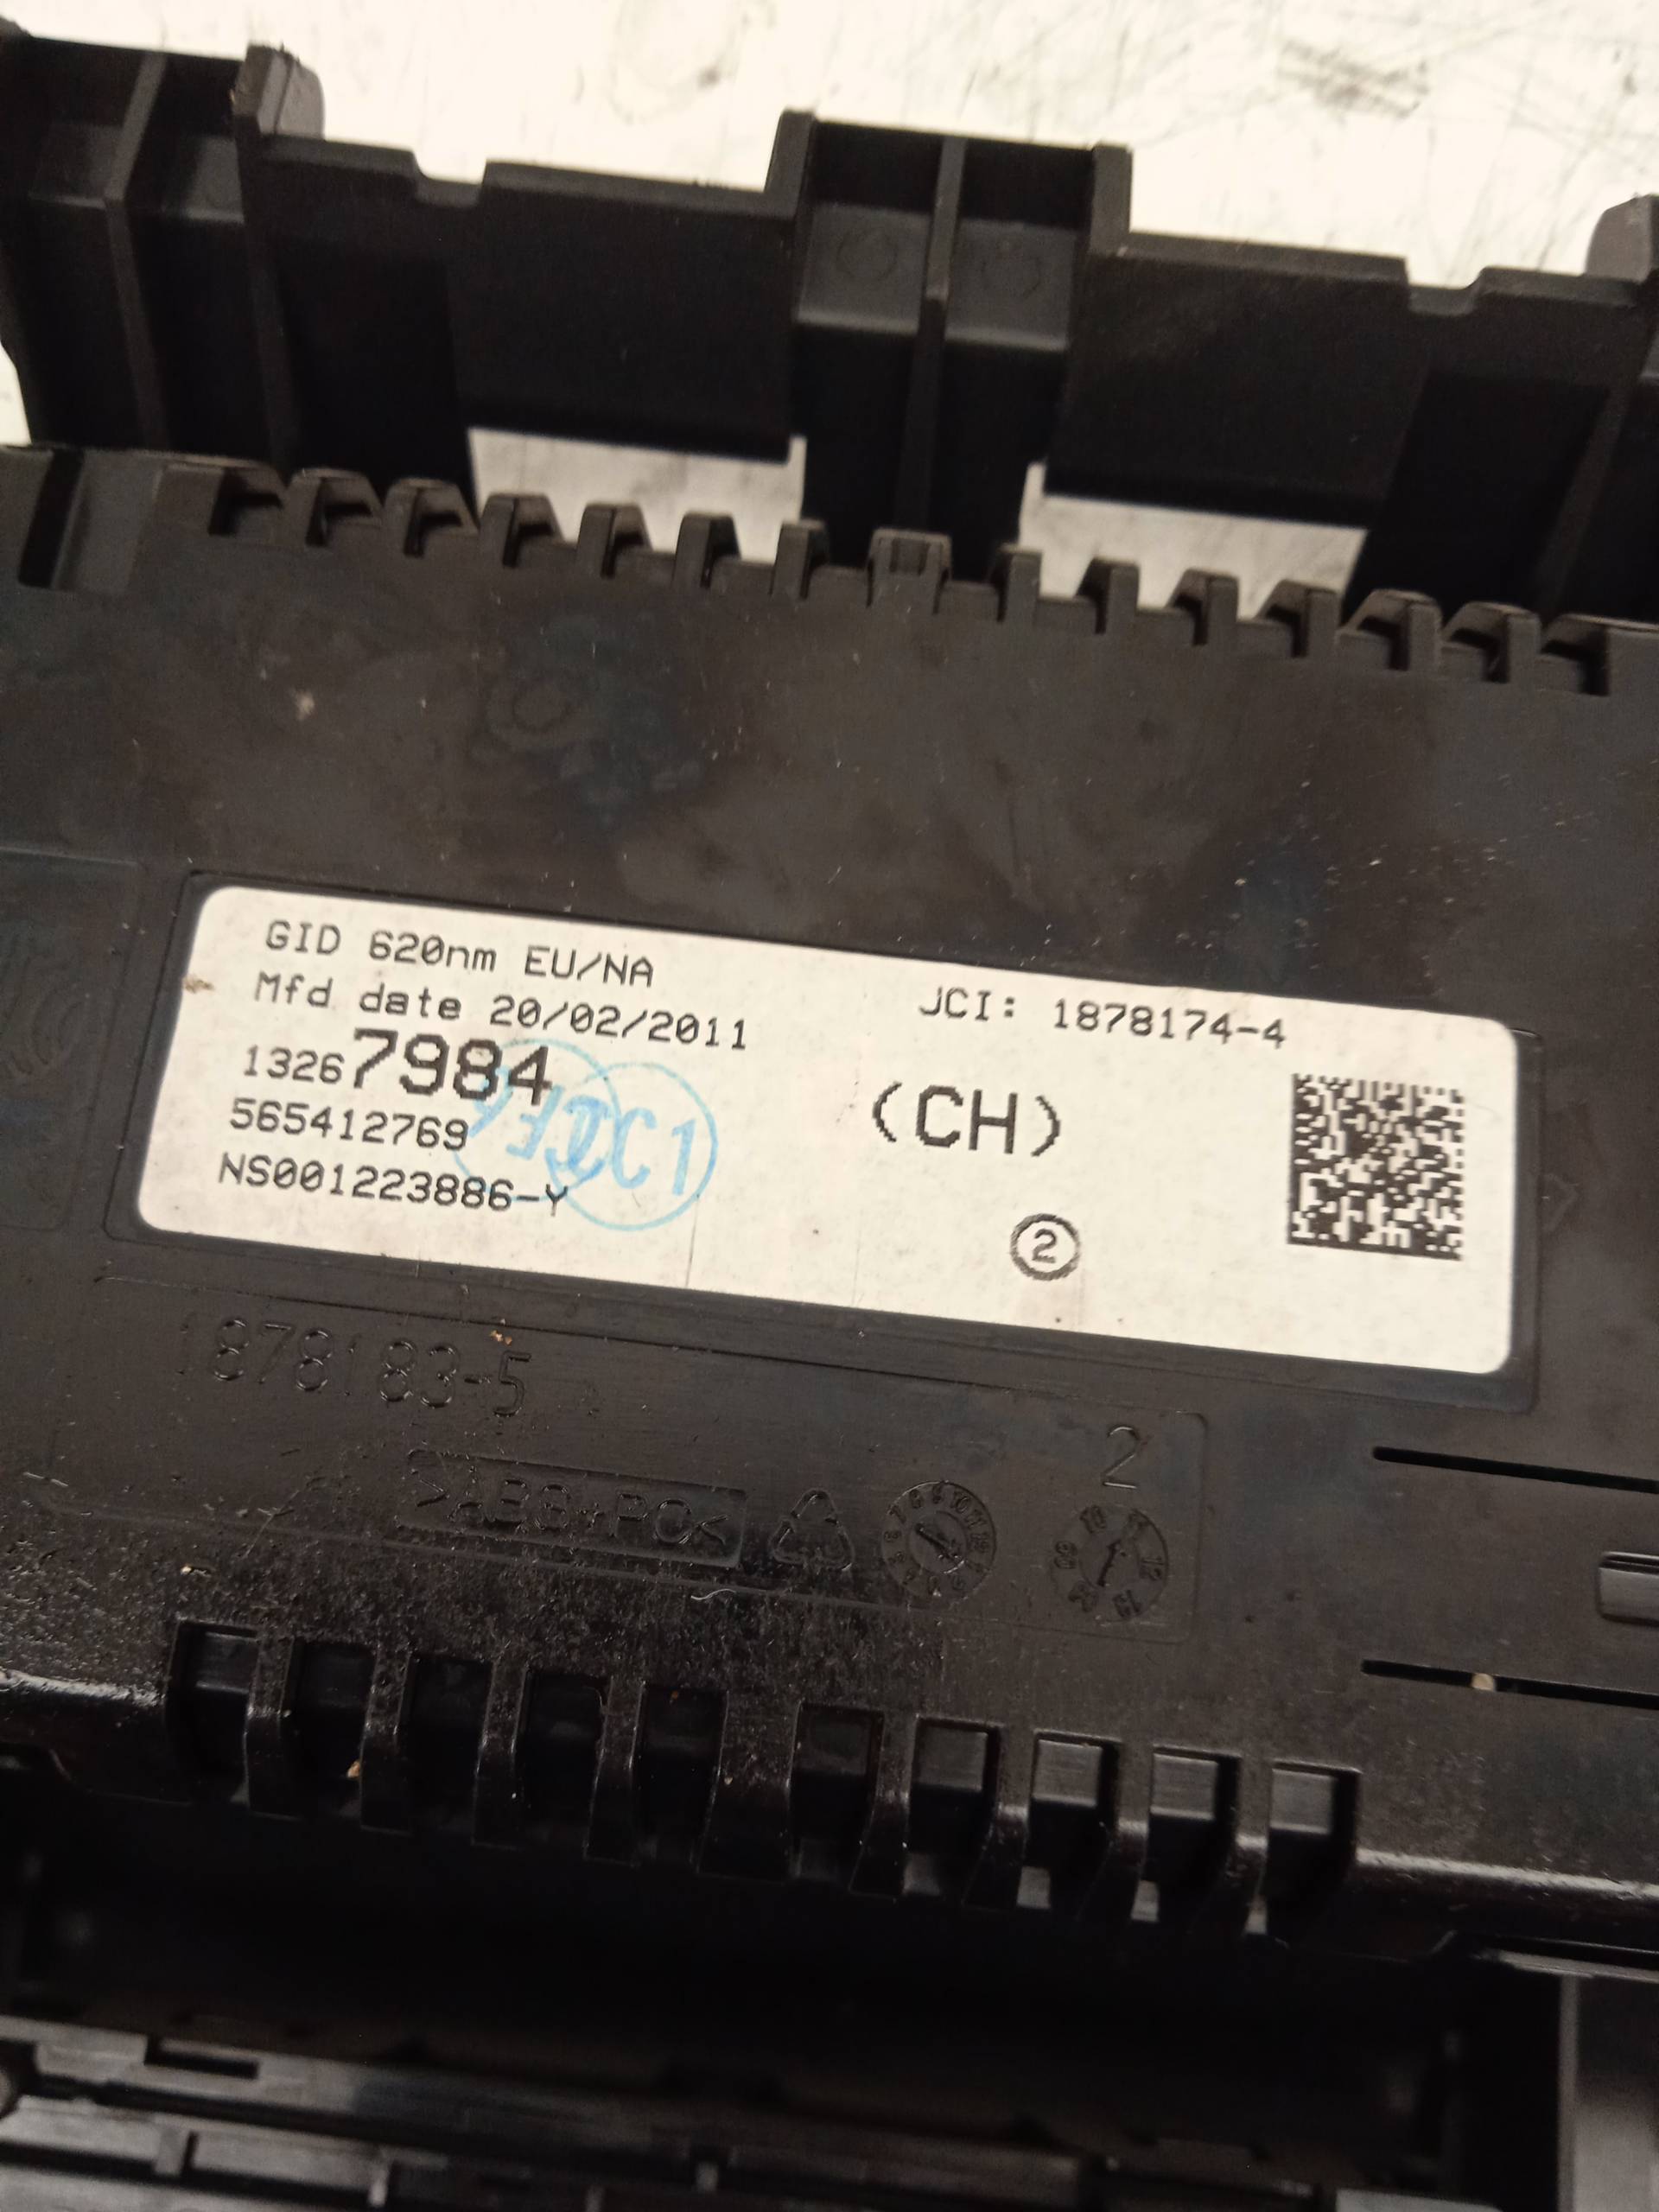 GID 620nm EU/NA
Mfd date 20/02/2011
13267984
565412769
NS001223886-Y
JCI: 1878174-4
(CH)
2
1878183-5
2
>ABS+PC<